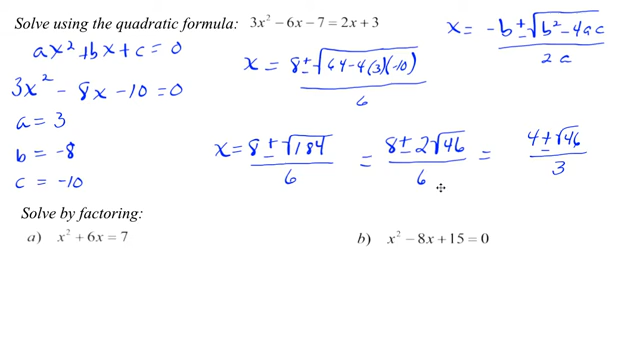 Solve using the quadratic formula: 3x² − 6x − 7 = 2x + 3
x = -b ± √(b² - 4ac) / 2a
ax² + bx + c = 0
x = 8 ± √(64 - 4(3)(-10)) / 6
3x² - 8x - 10 = 0
a = 3
b = -8
c = -10
x = 8 ± √184 / 6 = 8 ± 2√46 / 6 = 4 ± √46 / 3
Solve by factoring:
a) x² + 6x = 7
b) x² − 8x + 15 = 0